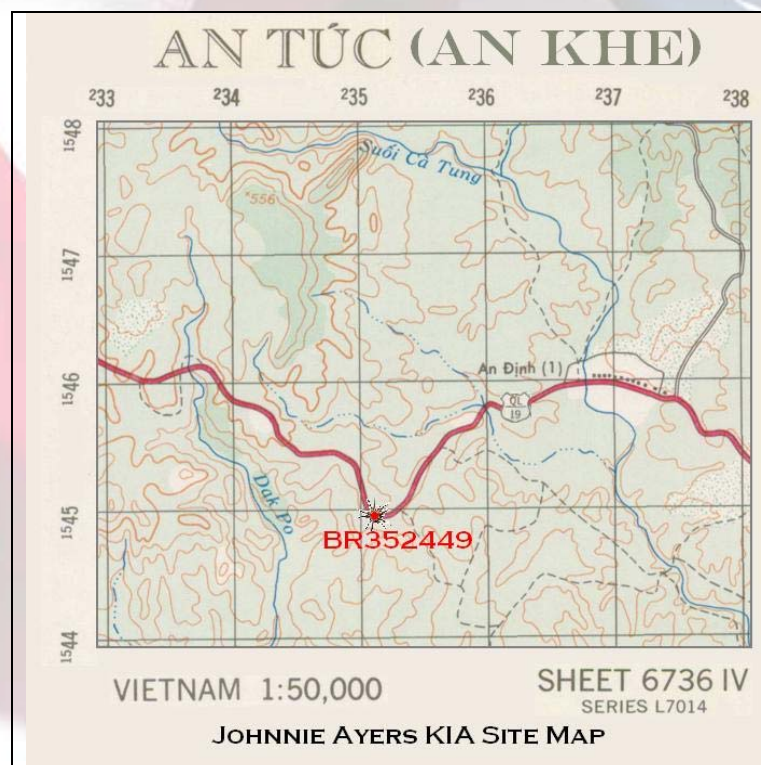 AN TÚC (AN KHE)
²33 ²34 ²35 ²36 ²37 ²38
1548
Suối Cà Tung
•556
1547
An Định (1)
1546
QL
19
Dak Po
1545
BR352449
1544
VIETNAM 1:50,000
SHEET 6736 IV
SERIES L7014
JOHNNIE AYERS KIA SITE MAP